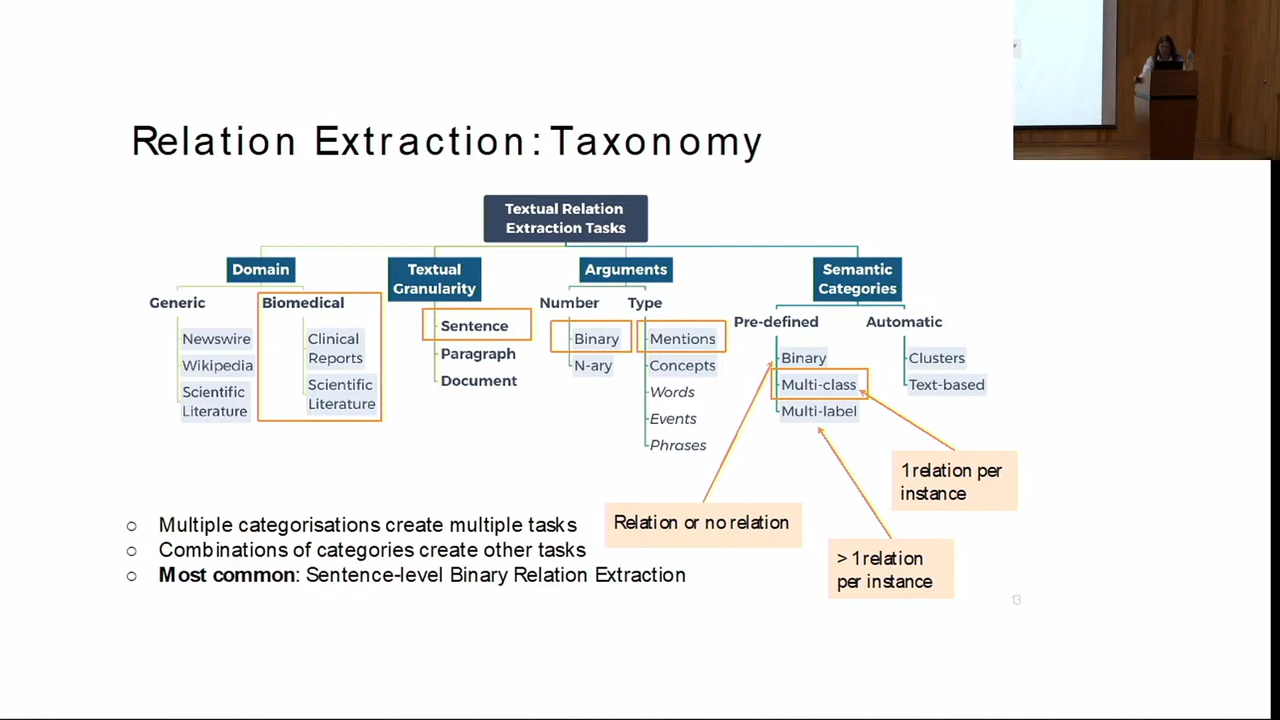 Relation Extraction: Taxonomy
Textual Relation
Extraction Tasks
Domain
Generic
Newswire
Wikipedia
Scientific
Literature
Biomedical
Clinical
Reports
Scientific
Literature
Textual
Granularity
Sentence
Paragraph
Document
Arguments
Number
Binary
N-ary
Type
Mentions
Concepts
Words
Events
Phrases
Semantic
Categories
Pre-defined
Binary
Multi-class
Multi-label
Automatic
Clusters
Text-based
1 relation per
instance
Relation or no relation
> 1 relation
per instance
○ Multiple categorisations create multiple tasks
○ Combinations of categories create other tasks
○ Most common: Sentence-level Binary Relation Extraction
13